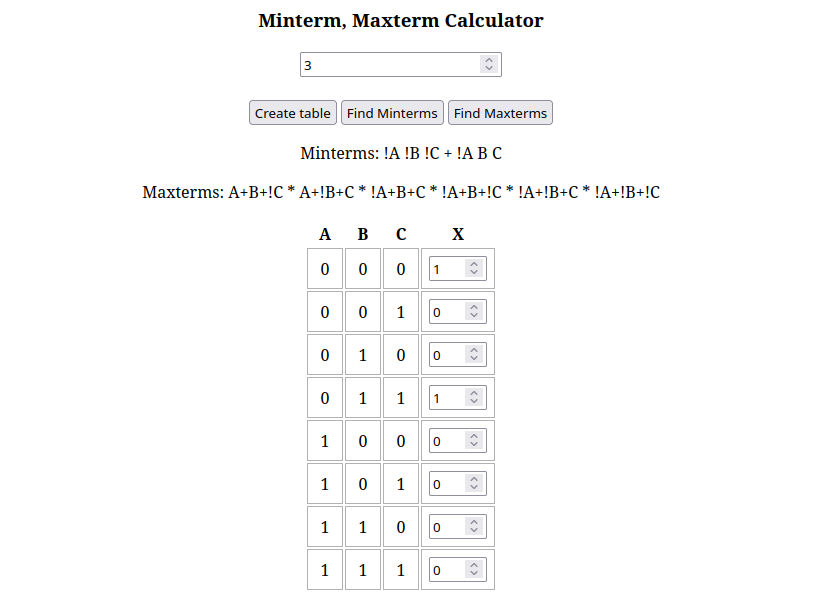 Minterm, Maxterm Calculator
3
Create table Find Minterms Find Maxterms
Minterms: !A !B !C + !A B C
Maxterms: A+B+!C * A+!B+C * !A+B+C * !A+B+!C * !A+!B+C * !A+!B+!C
A B C X
0 0 0 1
0 0 1 0
0 1 0 0
0 1 1 1
1 0 0 0
1 0 1 0
1 1 0 0
1 1 1 0